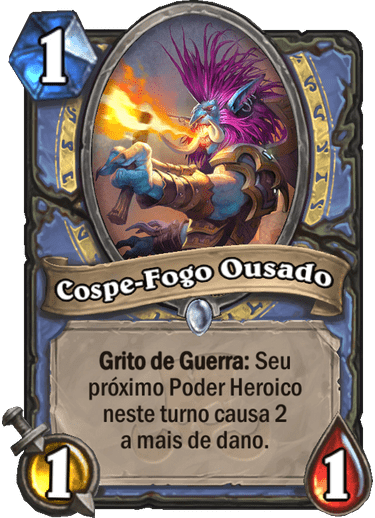 1
Cospe-Fogo Ousado
Grito de Guerra: Seu
próximo Poder Heroico
neste turno causa 2
a mais de dano.
1
1